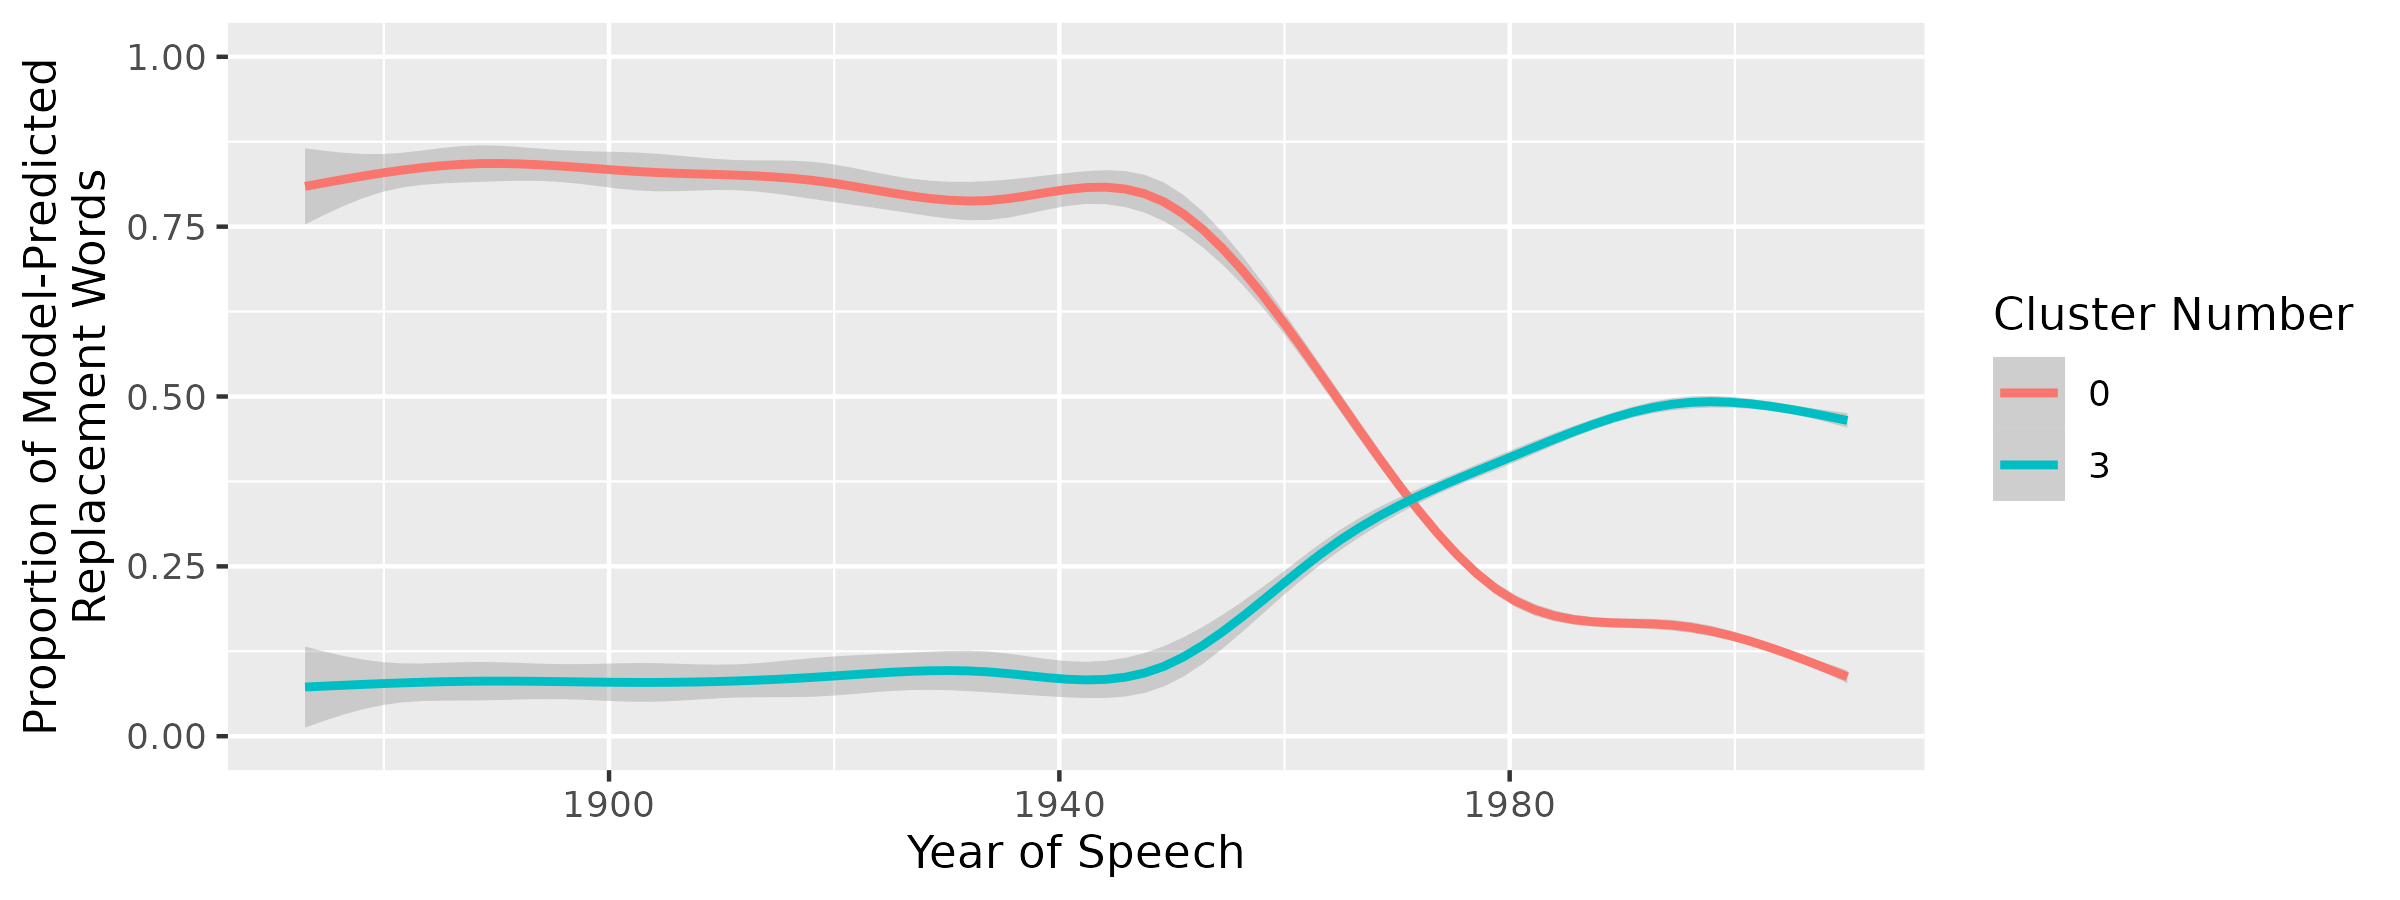 Proportion of Model-Predicted
Replacement Words
1.00
0.75
0.50
0.25
0.00
1900
1940
1980
Year of Speech
Cluster Number
0
3